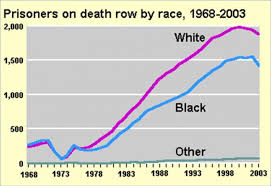 Prisoners on death row by race, 1968-2003
2,000
White
1,500
1,000
Black
500
Other
0
1968 1973 1978 1983 1988 1993 1998 2003